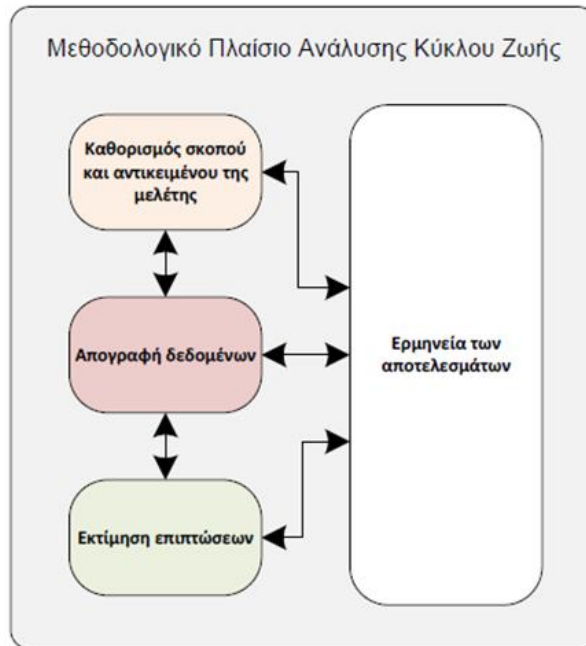 Μεθοδολογικό Πλαίσιο Ανάλυσης Κύκλου Ζωής
Καθορισμός σκοπού
και αντικειμένου της
μελέτης
Απογραφή δεδομένων
Εκτίμηση επιπτώσεων
Ερμηνεία των
αποτελεσμάτων